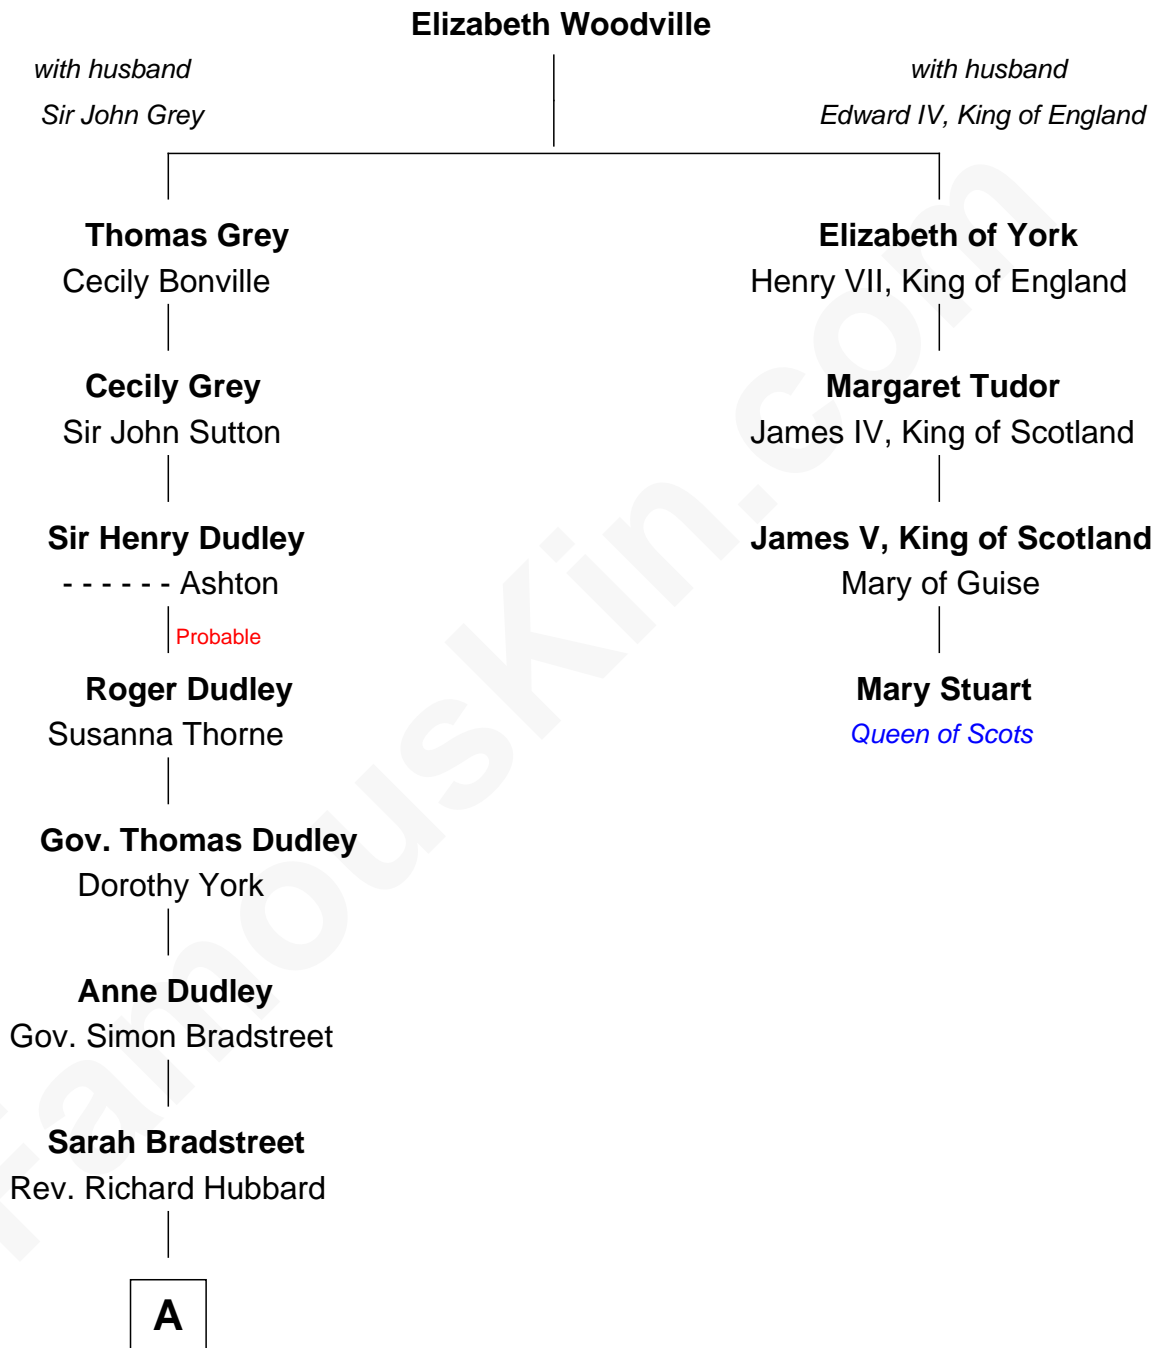 Elizabeth Woodville
with husband
Sir John Grey
with husband
Edward IV, King of England
Thomas Grey
Cecily Bonville
Cecily Grey
Sir John Sutton
Sir Henry Dudley
- - - - - - Ashton
Probable
Roger Dudley
Susanna Thorne
Gov. Thomas Dudley
Dorothy York
Anne Dudley
Gov. Simon Bradstreet
Sarah Bradstreet
Rev. Richard Hubbard
A
Elizabeth of York
Henry VII, King of England
Margaret Tudor
James IV, King of Scotland
James V, King of Scotland
Mary of Guise
Mary Stuart
Queen of Scots
FamousKin.com